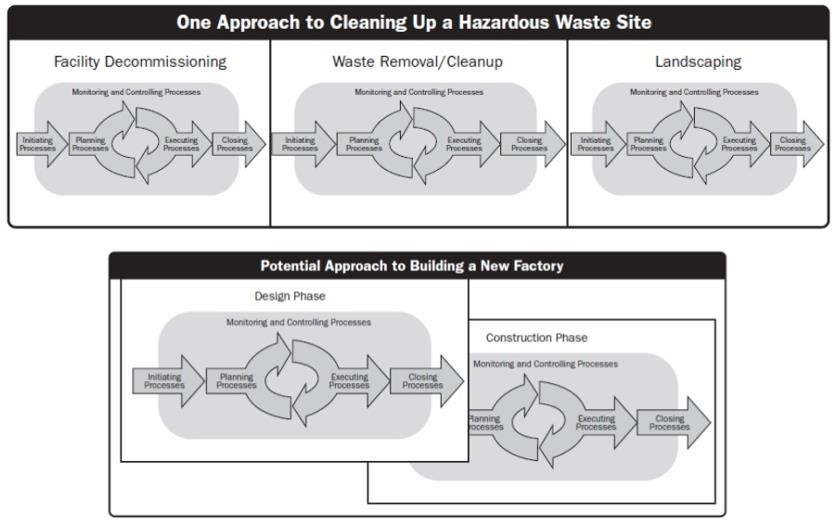 One Approach to Cleaning Up a Hazardous Waste Site
Facility Decommissioning
Monitoring and Controlling Processes
Initiating
Processes
Planning
Processes
Executing
Processes
Closing
Processes
Waste Removal/Cleanup
Monitoring and Controlling Processes
Initiating
Processes
Planning
Processes
Executing
Processes
Closing
Processes
Landscaping
Monitoring and Controlling Processes
Initiating
Processes
Planning
Processes
Executing
Processes
Closing
Processes
Potential Approach to Building a New Factory
Design Phase
Monitoring and Controlling Processes
Initiating
Processes
Planning
Processes
Executing
Processes
Closing
Processes
Construction Phase
Monitoring and Controlling Processes
Planning
rocesses
Executing
Processes
Closing
Processes